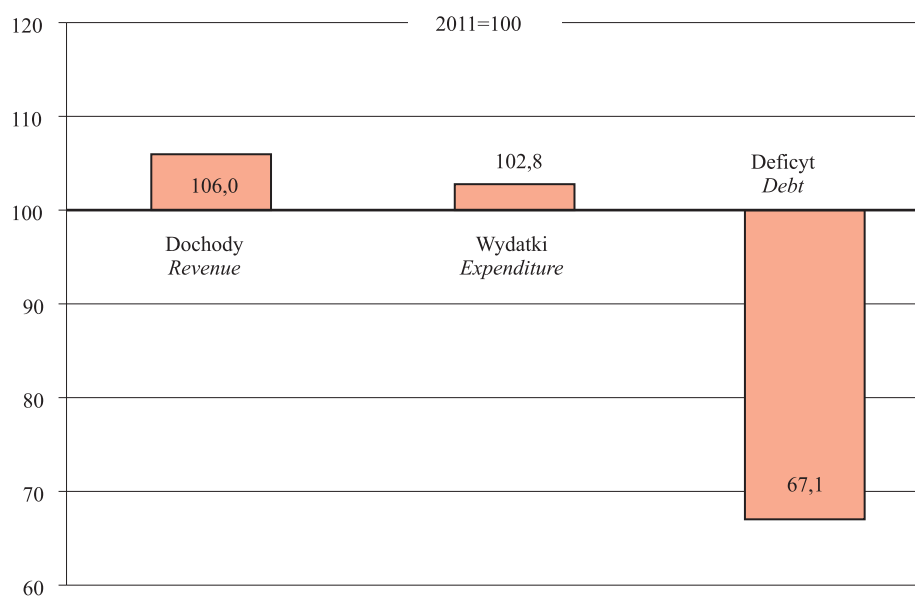 2011=100
120
110
100
90
80
70
60
106,0
Dochody
Revenue
102,8
Wydatki
Expenditure
Deficyt
Debt
67,1